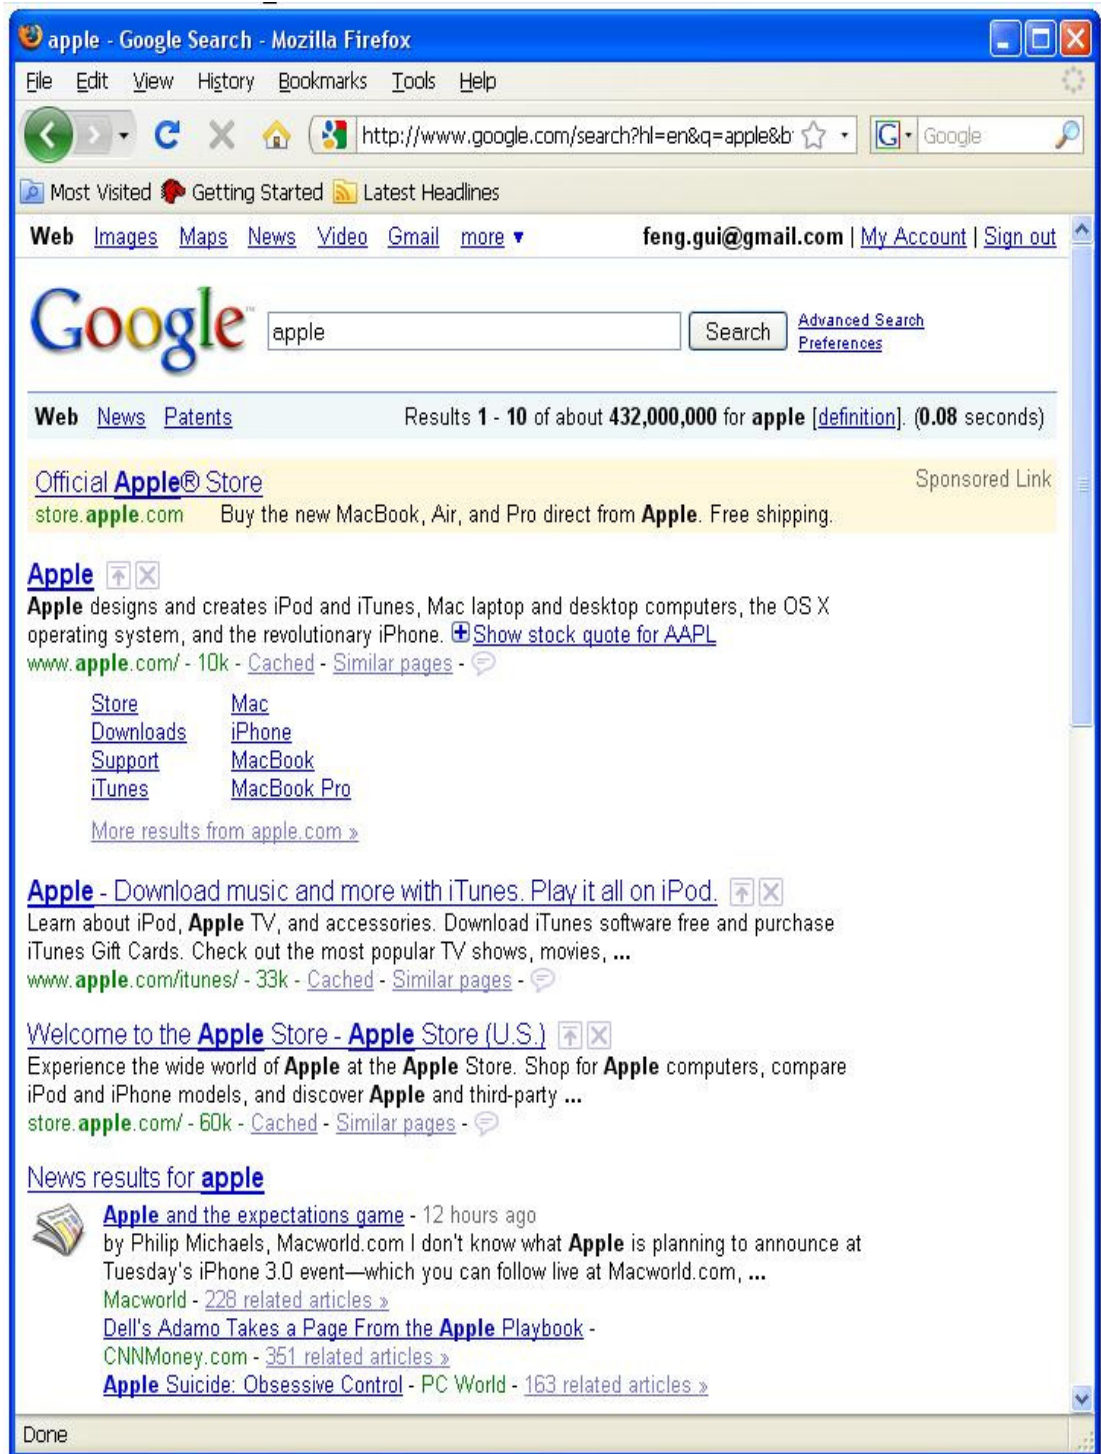 apple - Google Search - Mozilla Firefox
File Edit View History Bookmarks Tools Help
http://www.google.com/search?hl=en&q=apple&b Google
Most Visited Getting Started Latest Headlines
Web Images Maps News Video Gmail more ▼ feng.gui@gmail.com | My Account | Sign out
Google™ apple Search Advanced Search
Preferences
Web News Patents Results 1 - 10 of about 432,000,000 for apple [definition]. (0.08 seconds)
Official Apple® Store Sponsored Link
store.apple.com Buy the new MacBook, Air, and Pro direct from Apple. Free shipping.
Apple
Apple designs and creates iPod and iTunes, Mac laptop and desktop computers, the OS X
operating system, and the revolutionary iPhone. Show stock quote for AAPL
www.apple.com/ - 10k - Cached - Similar pages -
Store Mac
Downloads iPhone
Support MacBook
iTunes MacBook Pro
More results from apple.com »
Apple - Download music and more with iTunes. Play it all on iPod.
Learn about iPod, Apple TV, and accessories. Download iTunes software free and purchase
iTunes Gift Cards. Check out the most popular TV shows, movies, ...
www.apple.com/itunes/ - 33k - Cached - Similar pages -
Welcome to the Apple Store - Apple Store (U.S.)
Experience the wide world of Apple at the Apple Store. Shop for Apple computers, compare
iPod and iPhone models, and discover Apple and third-party ...
store.apple.com/ - 60k - Cached - Similar pages -
News results for apple
Apple and the expectations game - 12 hours ago
by Philip Michaels, Macworld.com I don't know what Apple is planning to announce at
Tuesday's iPhone 3.0 event—which you can follow live at Macworld.com, ...
Macworld - 228 related articles »
Dell's Adamo Takes a Page From the Apple Playbook -
CNNMoney.com - 351 related articles »
Apple Suicide: Obsessive Control - PC World - 163 related articles »
Done